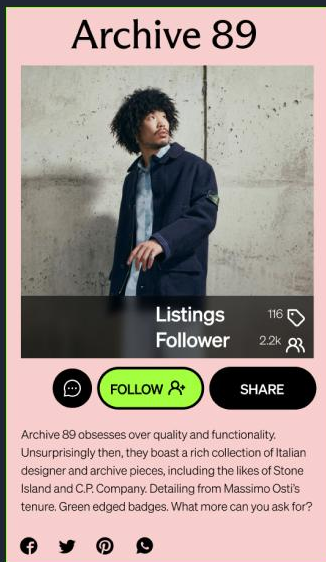 Archive 89
Listings 116
Follower 2.2k
FOLLOW
SHARE
Archive 89 obsesses over quality and functionality.
Unsurprisingly then, they boast a rich collection of Italian
designer and archive pieces, including the likes of Stone
Island and C.P. Company. Detailing from Massimo Osti's
tenure. Green edged badges. What more can you ask for?